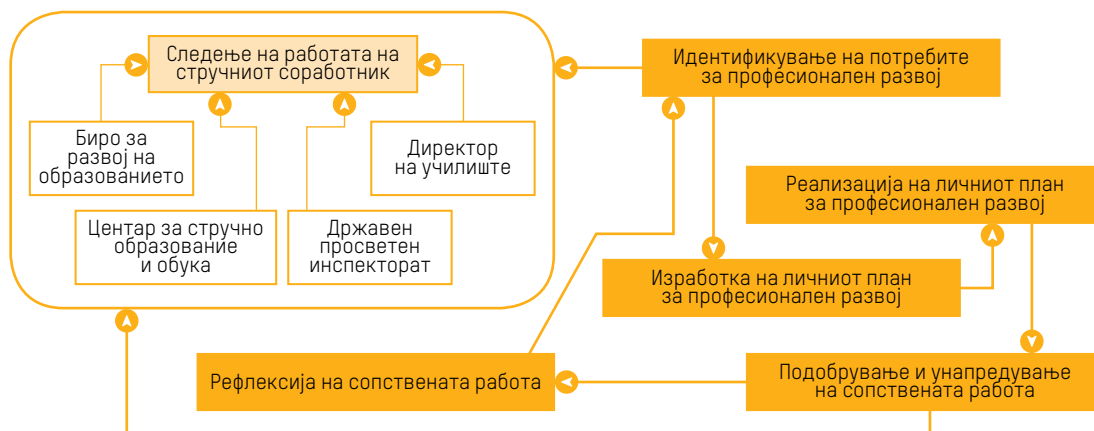 Следење на работата на
стручниот соработник
Биро за
развој на
образованието
Директор
на училиште
Центар за стручно
образование
и обука
Државен
просветен
инспекторат
Идентификување на потребите
за професионален развој
Реализација на личниот план
за професионален развој
Изработка на личниот план
за професионален развој
Рефлексија на сопствената работа
Подобрување и унапредување
на сопствената работа